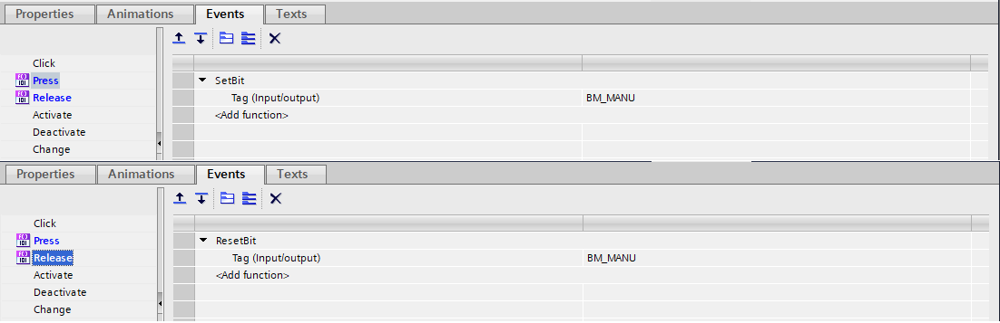 Properties Animations Events Texts
Click
Press
Release
Activate
Deactivate
Change
SetBit
Tag (Input/output) BM_MANU
<Add function>
Properties Animations Events Texts
Click
Press
Release
Activate
Deactivate
Change
ResetBit
Tag (Input/output) BM_MANU
<Add function>